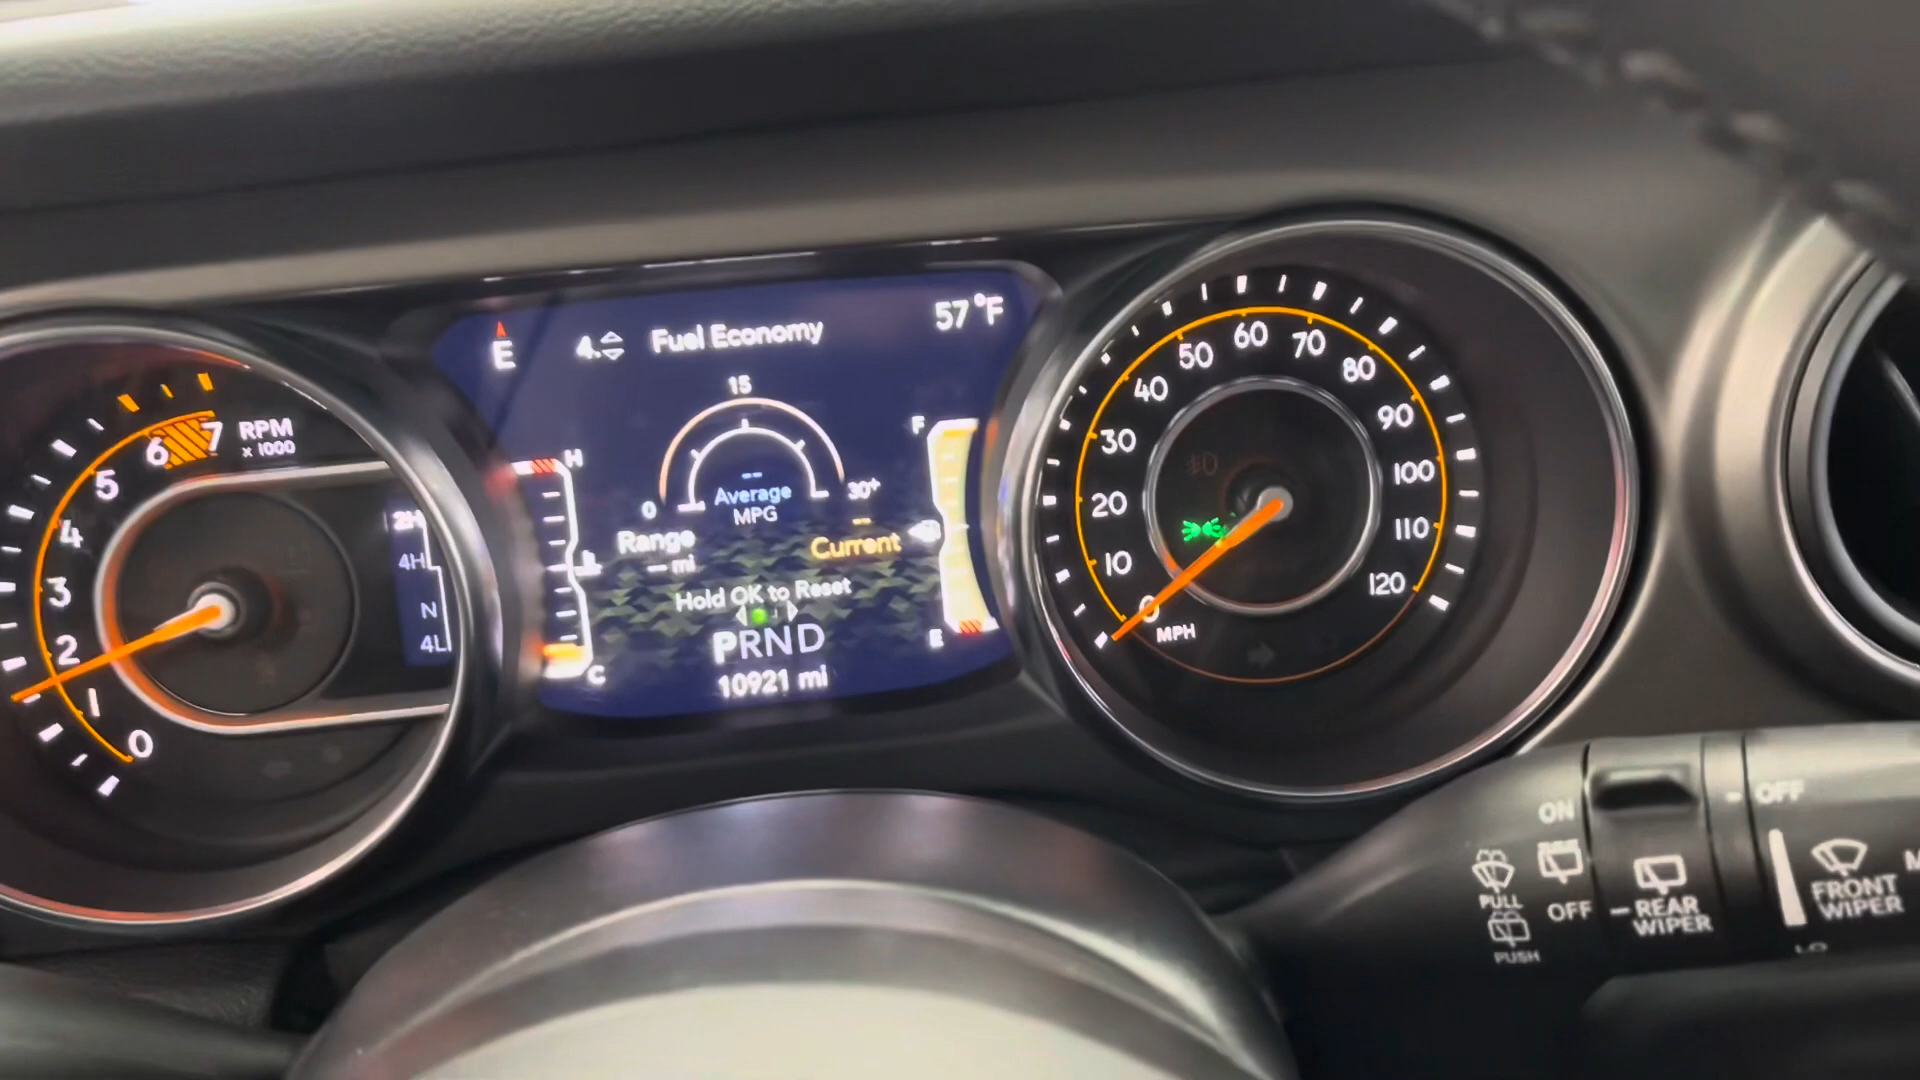 E
4. Fuel Economy
57 °F
15
0
30+
--
Average
MPG
Range
-- mi
--
Current
Hold OK to Reset
PRND
10921 mi
H
C
F
E
RPM
x 1000
7
6
5
4
3
2
1
0
2H
4H
N
4L
0
10
20
30
40
50
60
70
80
90
100
110
120
MPH
ON
OFF
PULL
PUSH
OFF
REAR
WIPER
FRONT
WIPER
LO